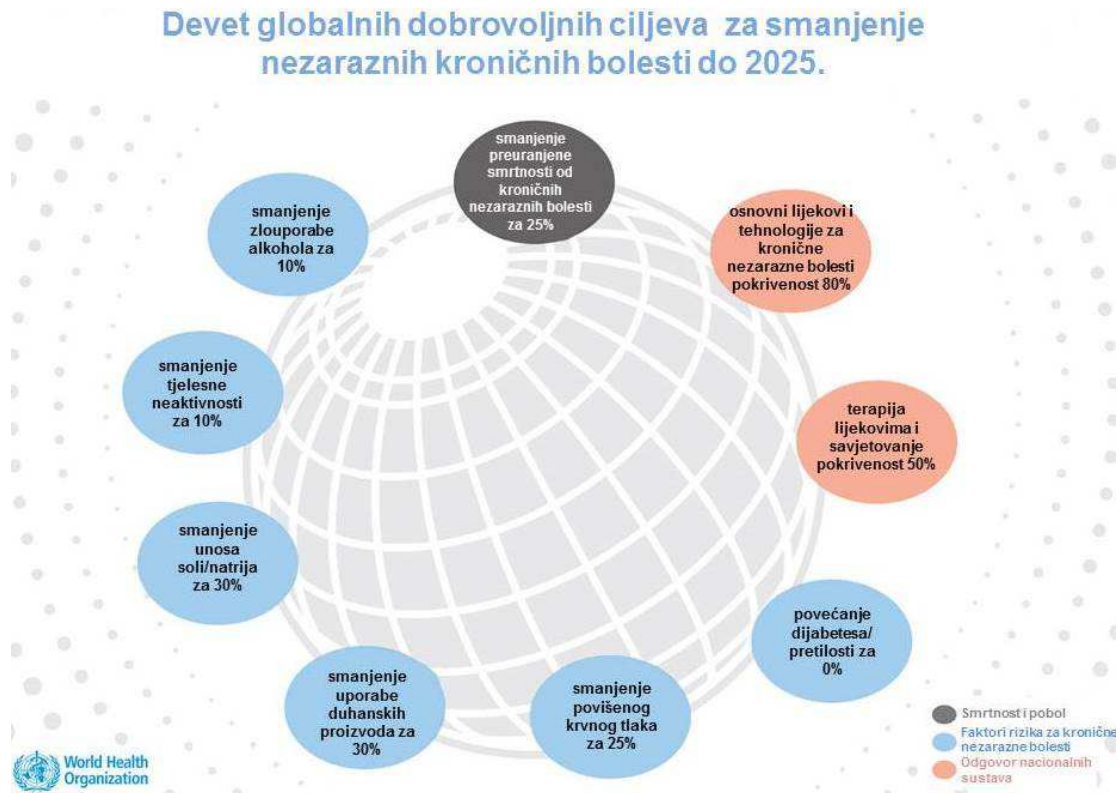 Devet globalnih dobrovoljnih ciljeva za smanjenje
nezaraznih kroničnih bolesti do 2025.
smanjenje
preuranjene
smrtnosti od
kroničnih
nezaraznih bolesti
za 25%
osnovni lijekovi i
tehnologije za
kronične
nezarazne bolesti
pokrivenost 80%
terapija
lijekovima i
savjetovanje
pokrivenost 50%
povećanje
dijabetesa/
pretilosti za
0%
smanjenje
povišenog
krvnog tlaka
za 25%
smanjenje
uporabe
duhanskih
proizvoda za
30%
smanjenje
unosa
soli/natrija
za 30%
smanjenje
tjelesne
neaktivnosti
za 10%
smanjenje
zlouporabe
alkohola za
10%
Smrtnost i pobol
Faktori rizika za kronične
nezarazne bolesti
Odgovor nacionalnih
sustava
World Health
Organization